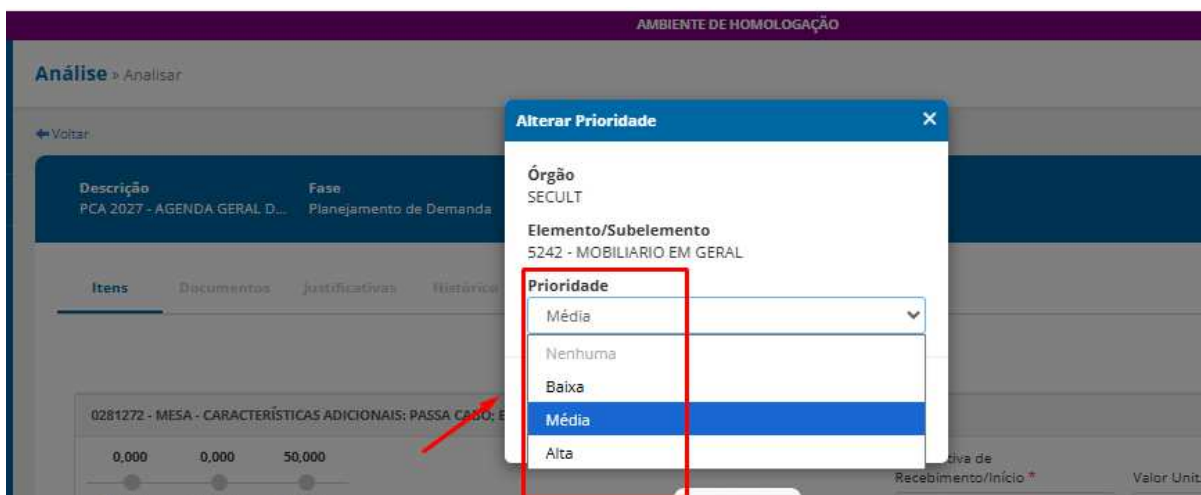 AMBIENTE DE HOMOLOGAÇÃO
Análise » Analisar
Voltar
Descrição
PCA 2027 - AGENDA GERAL D...
Fase
Planejamento de Demanda
Itens Documentos Justificativas Histórico
0281272 - MESA - CARACTERÍSTICAS ADICIONAIS: PASSA CABO; E
0,000 0,000 50,000
Alterar Prioridade ×
Órgão
SECULT
Elemento/Subelemento
5242 - MOBILIARIO EM GERAL
Prioridade
Média
Nenhuma
Baixa
Média
Alta
de
Recebimento/Início *
Valor Unit